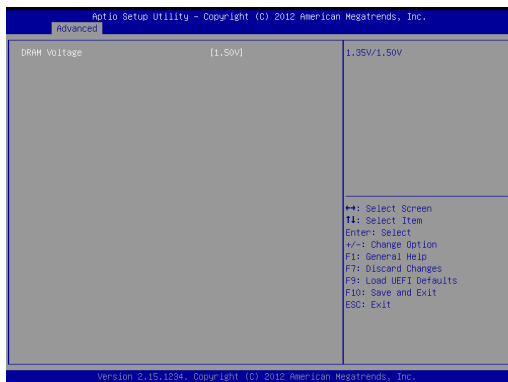 Aptio Setup Utility – Copyright (C) 2012 American Megatrends, Inc.
Advanced
DRAM Voltage [1.50V]
1.35V/1.50V
↔: Select Screen
↑↓: Select Item
Enter: Select
+/-: Change Option
F1: General Help
F7: Discard Changes
F9: Load UEFI Defaults
F10: Save and Exit
ESC: Exit
Version 2.15.1234. Copyright (C) 2012 American Megatrends, Inc.